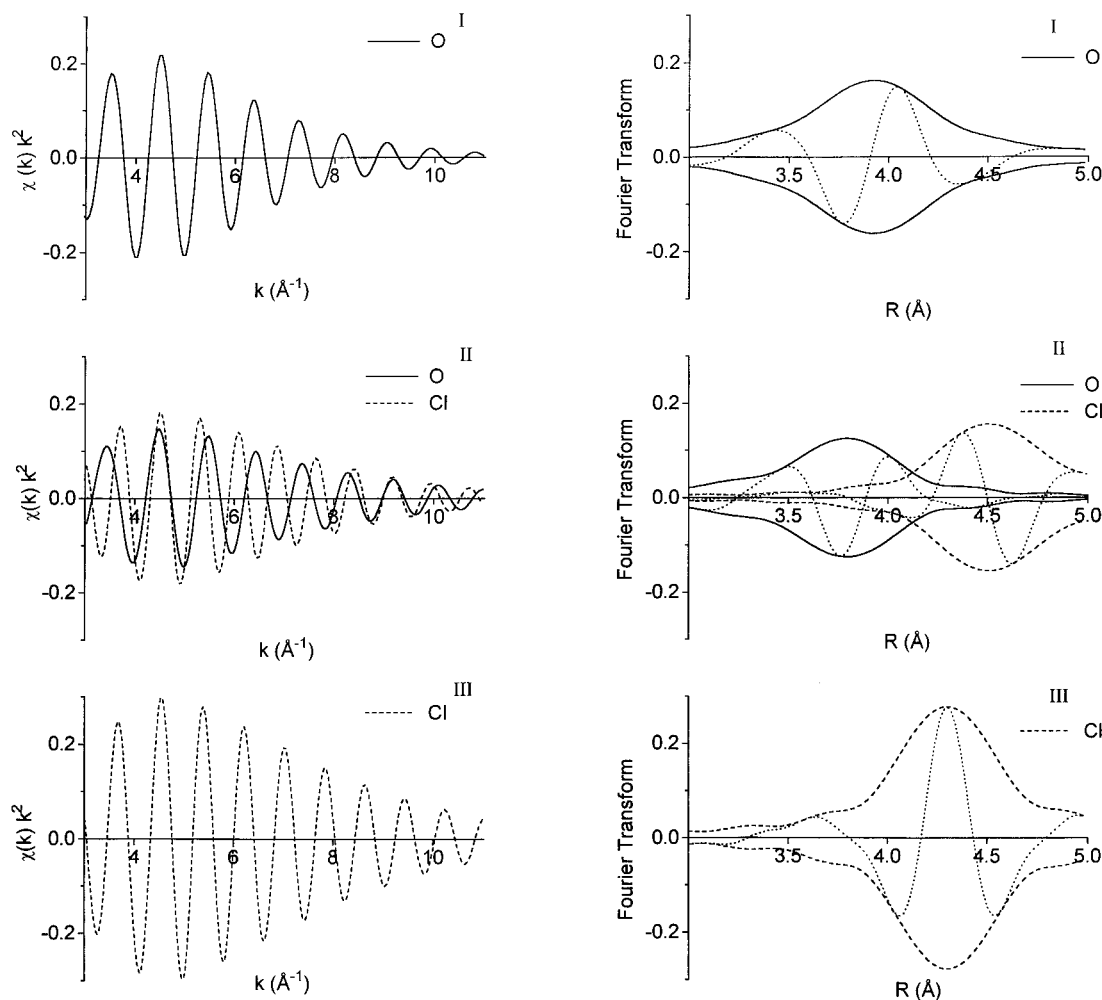 I
O
χ (k) k²
0.2
0.0
-0.2
4
6
8
10
k (Å⁻¹)
I
O
Fourier Transform
0.2
0.0
-0.2
3.5
4.0
4.5
5.0
R (Å)
II
O
Cl
χ(k) k²
0.2
0.0
-0.2
4
6
8
10
k (Å⁻¹)
II
O
Cl
Fourier Transform
0.2
0.0
-0.2
3.5
4.0
4.5
5.0
R (Å)
III
Cl
χ(k) k²
0.2
0.0
-0.2
4
6
8
10
k (Å⁻¹)
III
Cl
Fourier Transform
0.2
0.0
-0.2
3.5
4.0
4.5
5.0
R (Å)